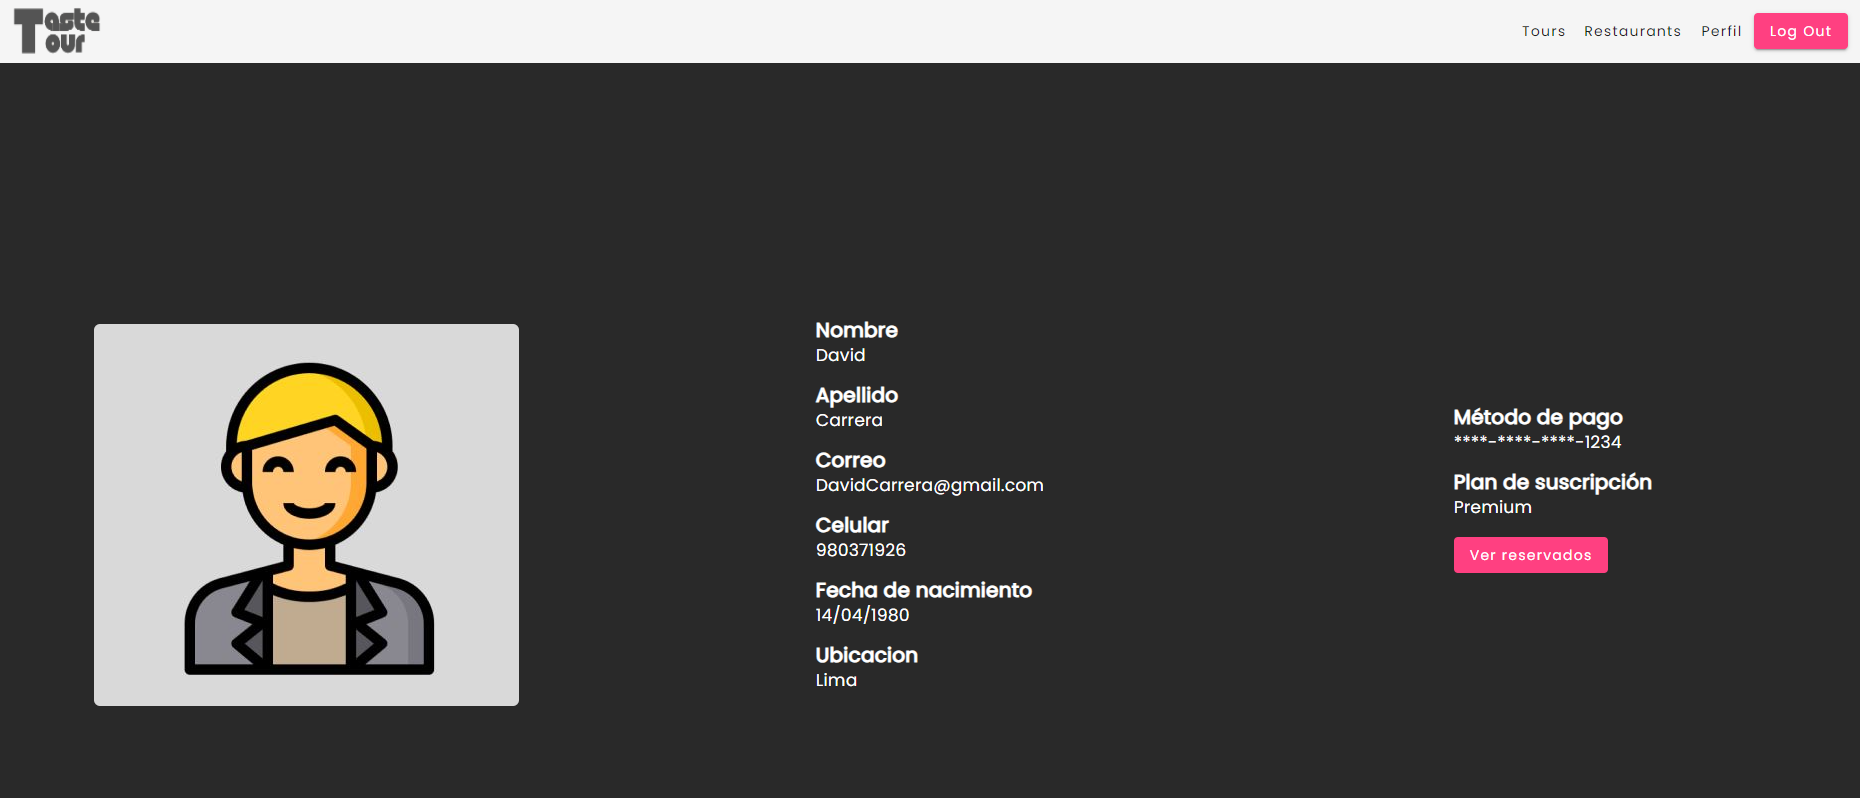 Taste
Tour
Tours
Restaurants
Perfil
Log Out
Nombre
David
Apellido
Carrera
Correo
DavidCarrera@gmail.com
Celular
980371926
Fecha de nacimiento
14/04/1980
Ubicacion
Lima
Método de pago
****-****-****-1234
Plan de suscripción
Premium
Ver reservados